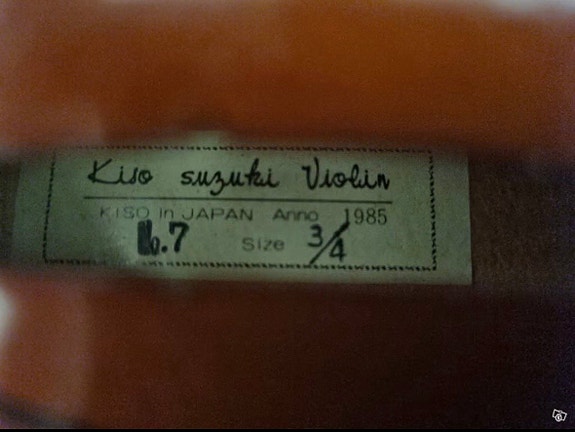 Kiso suzuki Violin
KISO in JAPAN Anno 1985
.7 Size 3/4